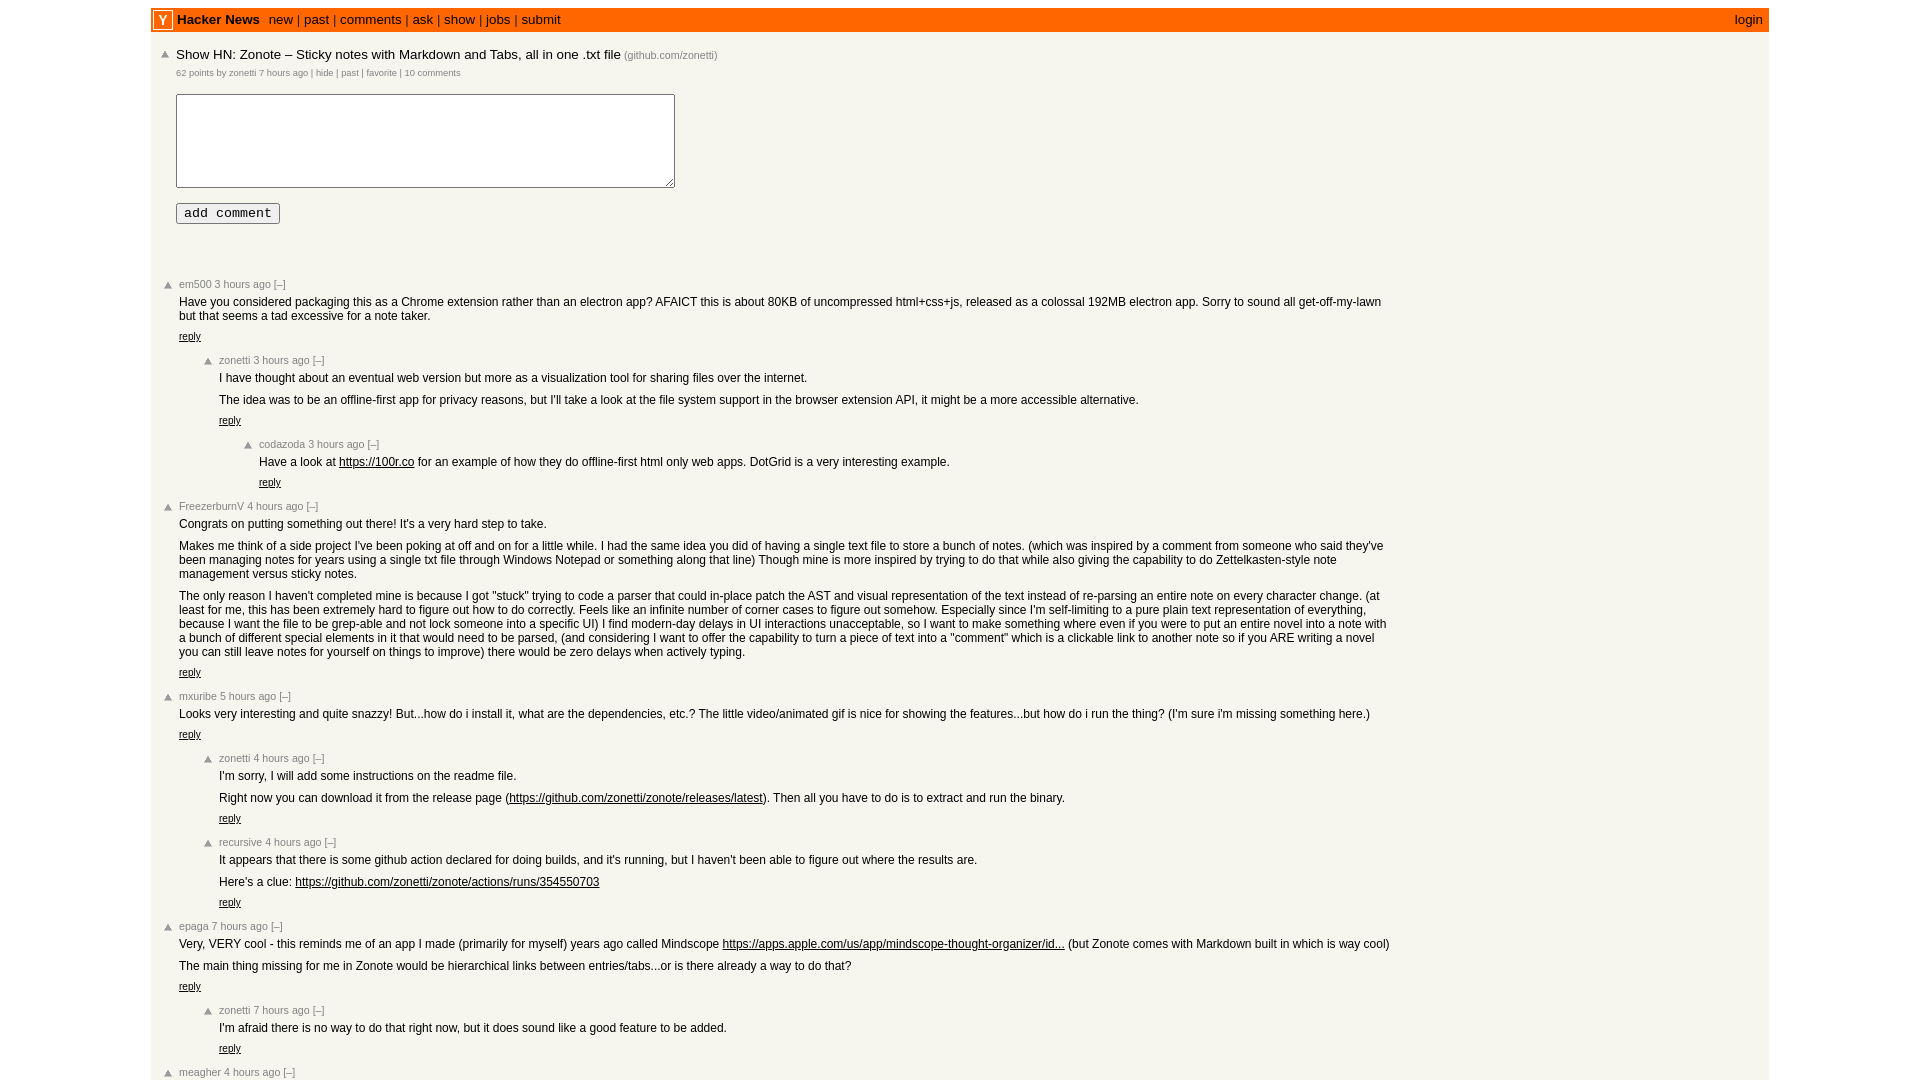 Y Hacker News new | past | comments | ask | show | jobs | submit login
Show HN: Zonote – Sticky notes with Markdown and Tabs, all in one .txt file (github.com/zonetti)
62 points by zonetti 7 hours ago | hide | past | favorite | 10 comments
add comment
em500 3 hours ago [–]
Have you considered packaging this as a Chrome extension rather than an electron app? AFAICT this is about 80KB of uncompressed html+css+js, released as a colossal 192MB electron app. Sorry to sound all get-off-my-lawn
but that seems a tad excessive for a note taker.
reply
zonetti 3 hours ago [–]
I have thought about an eventual web version but more as a visualization tool for sharing files over the internet.
The idea was to be an offline-first app for privacy reasons, but I'll take a look at the file system support in the browser extension API, it might be a more accessible alternative.
reply
codazoda 3 hours ago [–]
Have a look at https://100r.co for an example of how they do offline-first html only web apps. DotGrid is a very interesting example.
reply
FreezerburnV 4 hours ago [–]
Congrats on putting something out there! It's a very hard step to take.
Makes me think of a side project I've been poking at off and on for a little while. I had the same idea you did of having a single text file to store a bunch of notes. (which was inspired by a comment from someone who said they've
been managing notes for years using a single txt file through Windows Notepad or something along that line) Though mine is more inspired by trying to do that while also giving the capability to do Zettelkasten-style note
management versus sticky notes.
The only reason I haven't completed mine is because I got "stuck" trying to code a parser that could in-place patch the AST and visual representation of the text instead of re-parsing an entire note on every character change. (at
least for me, this has been extremely hard to figure out how to do correctly. Feels like an infinite number of corner cases to figure out somehow. Especially since I'm self-limiting to a pure plain text representation of everything,
because I want the file to be grep-able and not lock someone into a specific UI) I find modern-day delays in UI interactions unacceptable, so I want to make something where even if you were to put an entire novel into a note with
a bunch of different special elements in it that would need to be parsed, (and considering I want to offer the capability to turn a piece of text into a "comment" which is a clickable link to another note so if you ARE writing a novel
you can still leave notes for yourself on things to improve) there would be zero delays when actively typing.
reply
mxuribe 5 hours ago [–]
Looks very interesting and quite snazzy! But...how do i install it, what are the dependencies, etc.? The little video/animated gif is nice for showing the features...but how do i run the thing? (I'm sure i'm missing something here.)
reply
zonetti 4 hours ago [–]
I'm sorry, I will add some instructions on the readme file.
Right now you can download it from the release page (https://github.com/zonetti/zonote/releases/latest). Then all you have to do is to extract and run the binary.
reply
recursive 4 hours ago [–]
It appears that there is some github action declared for doing builds, and it's running, but I haven't been able to figure out where the results are.
Here's a clue: https://github.com/zonetti/zonote/actions/runs/354550703
reply
epaga 7 hours ago [–]
Very, VERY cool - this reminds me of an app I made (primarily for myself) years ago called Mindscope https://apps.apple.com/us/app/mindscope-thought-organizer/id... (but Zonote comes with Markdown built in which is way cool)
The main thing missing for me in Zonote would be hierarchical links between entries/tabs...or is there already a way to do that?
reply
zonetti 7 hours ago [–]
I'm afraid there is no way to do that right now, but it does sound like a good feature to be added.
reply
meagher 4 hours ago [–]